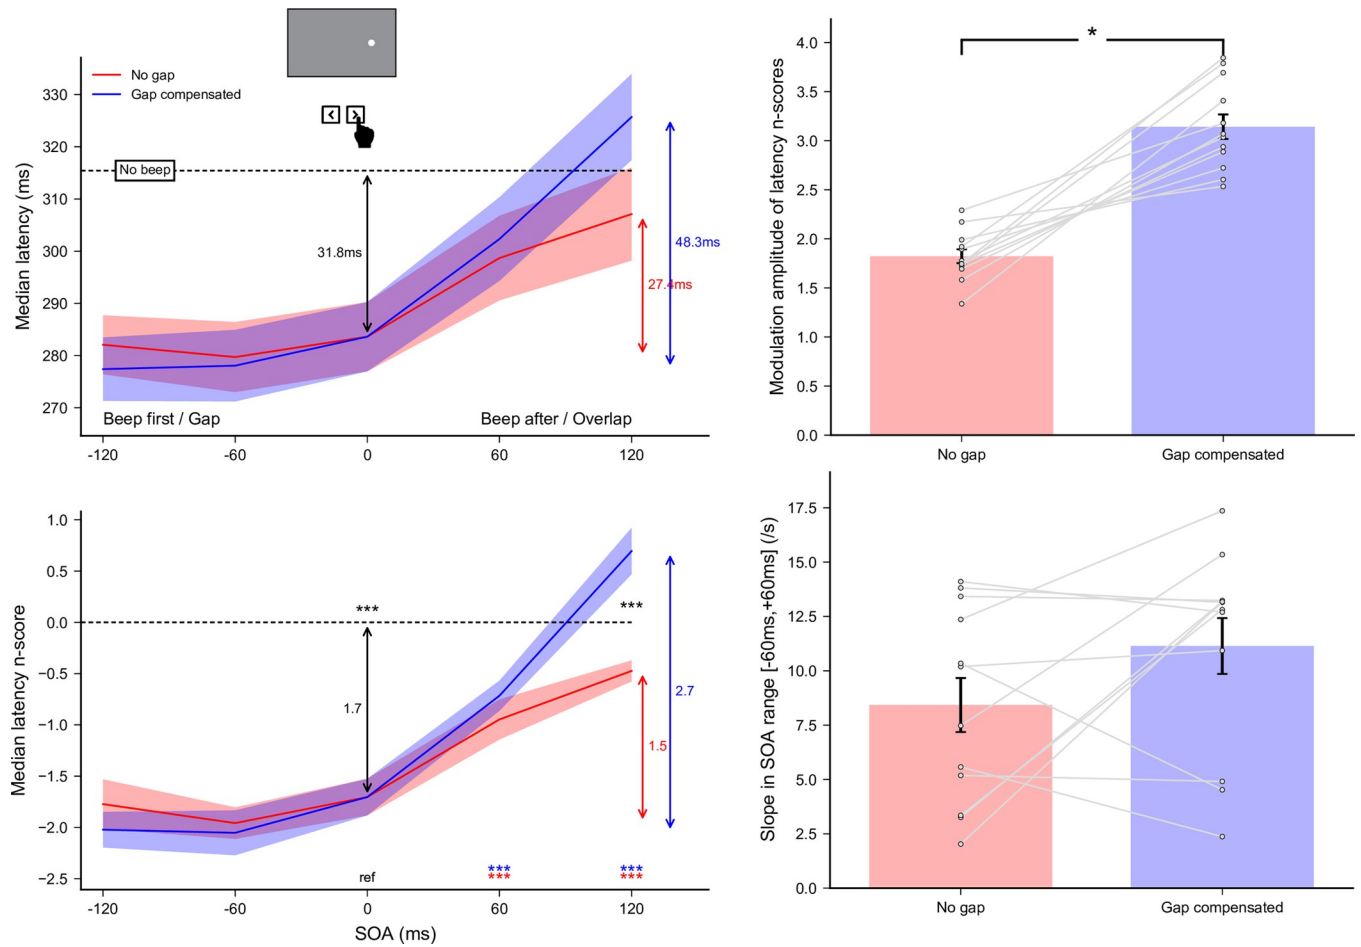 No gap
Gap compensated
330
320
310
300
290
280
270
Median latency (ms)
No beep
31.8ms
48.3ms
27.4ms
Beep first / Gap
Beep after / Overlap
-120
-60
0
60
120
*
4.0
3.5
3.0
2.5
2.0
1.5
1.0
0.5
0.0
Modulation amplitude of latency n-scores
No gap
Gap compensated
1.0
0.5
0.0
−0.5
−1.0
−1.5
−2.0
−2.5
Median latency n-score
***
***
1.7
2.7
1.5
ref
***
***
***
***
-120
-60
0
60
120
SOA (ms)
17.5
15.0
12.5
10.0
7.5
5.0
2.5
0.0
Slope in SOA range [-60ms,+60ms] (/s)
No gap
Gap compensated